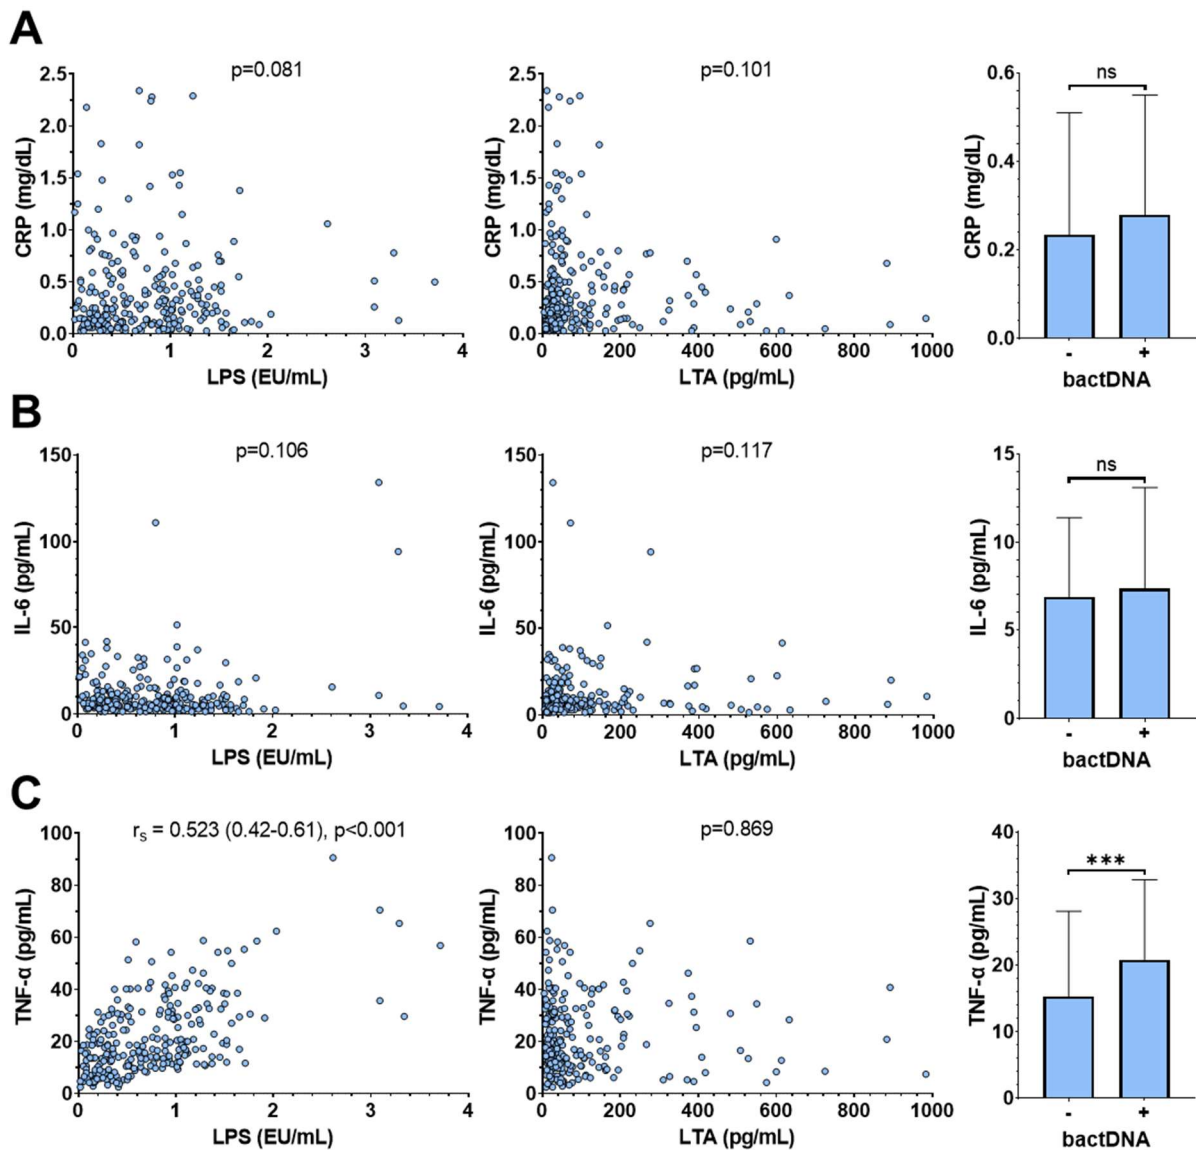 A
p=0.081
CRP (mg/dL)
2.5
2.0
1.5
1.0
0.5
0.0
0 1 2 3 4
LPS (EU/mL)
p=0.101
CRP (mg/dL)
2.5
2.0
1.5
1.0
0.5
0.0
0 200 400 600 800 1000
LTA (pg/mL)
ns
CRP (mg/dL)
0.6
0.4
0.2
0.0
- +
bactDNA
B
p=0.106
IL-6 (pg/mL)
150
100
50
0
0 1 2 3 4
LPS (EU/mL)
p=0.117
IL-6 (pg/mL)
150
100
50
0
0 200 400 600 800 1000
LTA (pg/mL)
ns
IL-6 (pg/mL)
15
10
5
0
- +
bactDNA
C
rs = 0.523 (0.42-0.61), p<0.001
TNF-α (pg/mL)
100
80
60
40
20
0
0 1 2 3 4
LPS (EU/mL)
p=0.869
TNF-α (pg/mL)
100
80
60
40
20
0
0 200 400 600 800 1000
LTA (pg/mL)
***
TNF-α (pg/mL)
40
30
20
10
0
- +
bactDNA